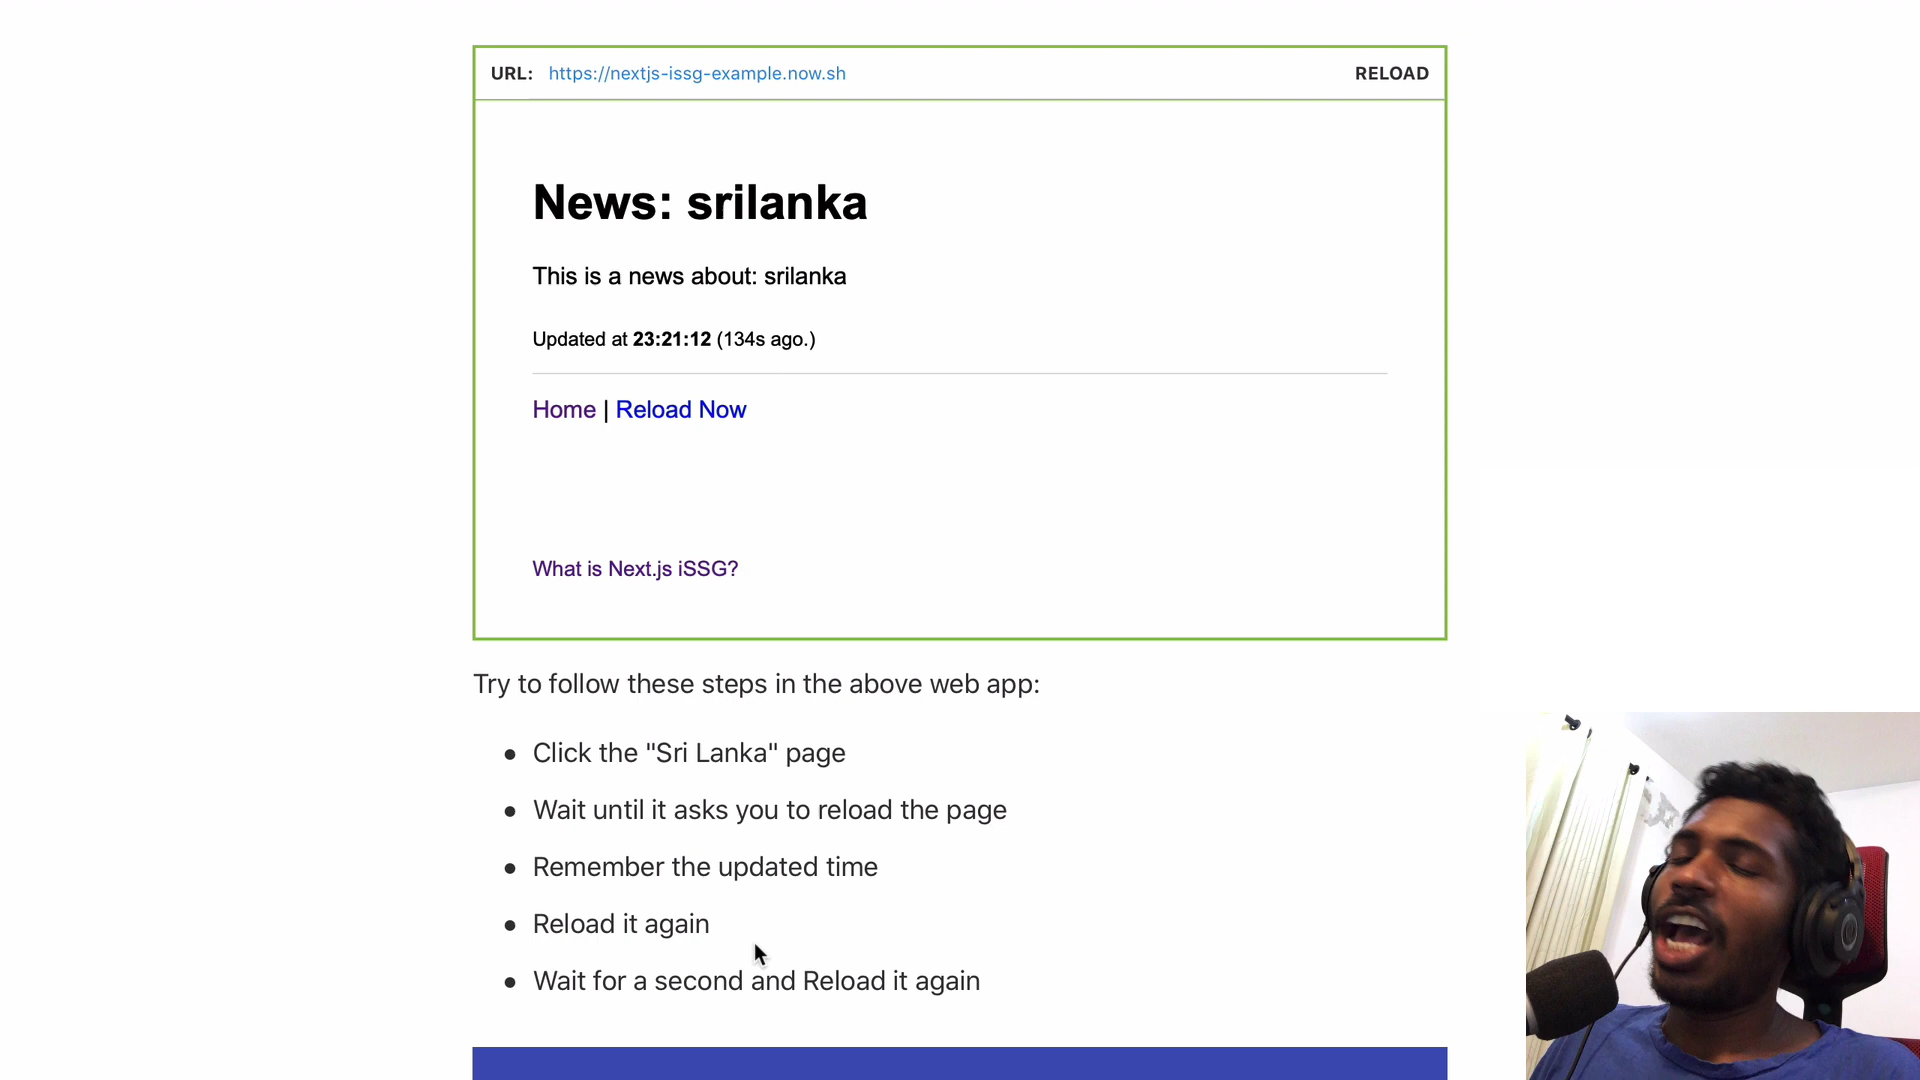 URL: https://nextjs-issg-example.now.sh RELOAD
News: srilanka
This is a news about: srilanka
Updated at 23:21:12 (134s ago.)
Home | Reload Now
What is Next.js iSSG?
Try to follow these steps in the above web app:
• Click the "Sri Lanka" page
• Wait until it asks you to reload the page
• Remember the updated time
• Reload it again
• Wait for a second and Reload it again